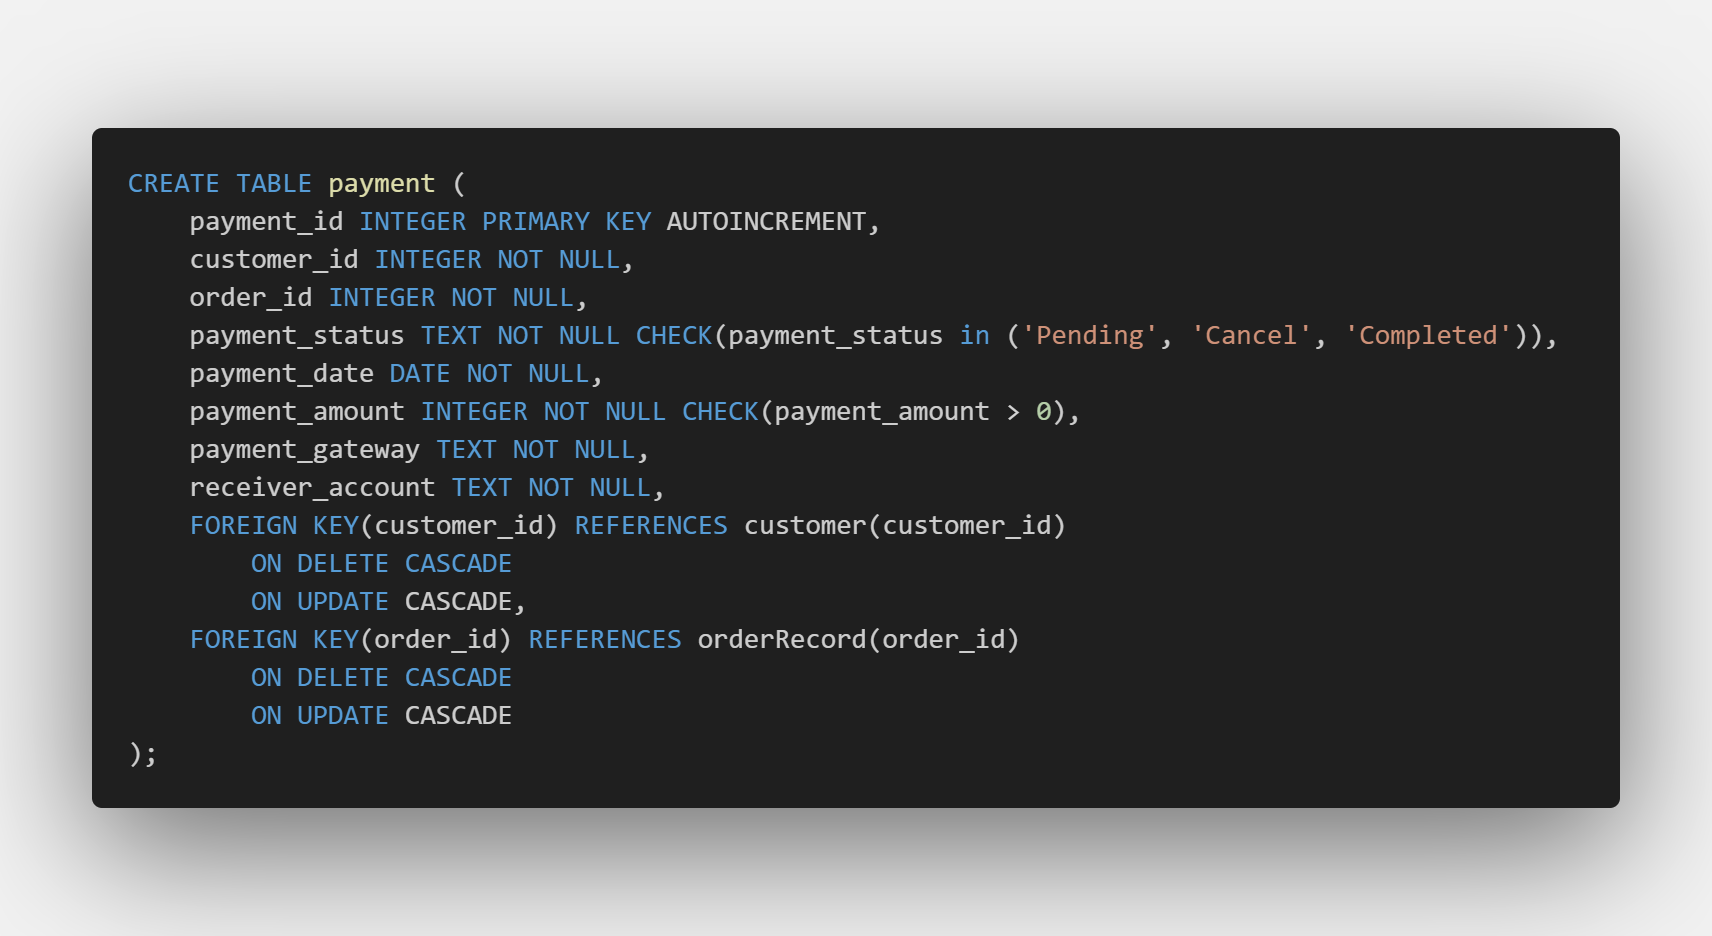 CREATE TABLE payment (
    payment_id INTEGER PRIMARY KEY AUTOINCREMENT,
    customer_id INTEGER NOT NULL,
    order_id INTEGER NOT NULL,
    payment_status TEXT NOT NULL CHECK(payment_status in ('Pending', 'Cancel', 'Completed')),
    payment_date DATE NOT NULL,
    payment_amount INTEGER NOT NULL CHECK(payment_amount > 0),
    payment_gateway TEXT NOT NULL,
    receiver_account TEXT NOT NULL,
    FOREIGN KEY(customer_id) REFERENCES customer(customer_id)
        ON DELETE CASCADE
        ON UPDATE CASCADE,
    FOREIGN KEY(order_id) REFERENCES orderRecord(order_id)
        ON DELETE CASCADE
        ON UPDATE CASCADE
);